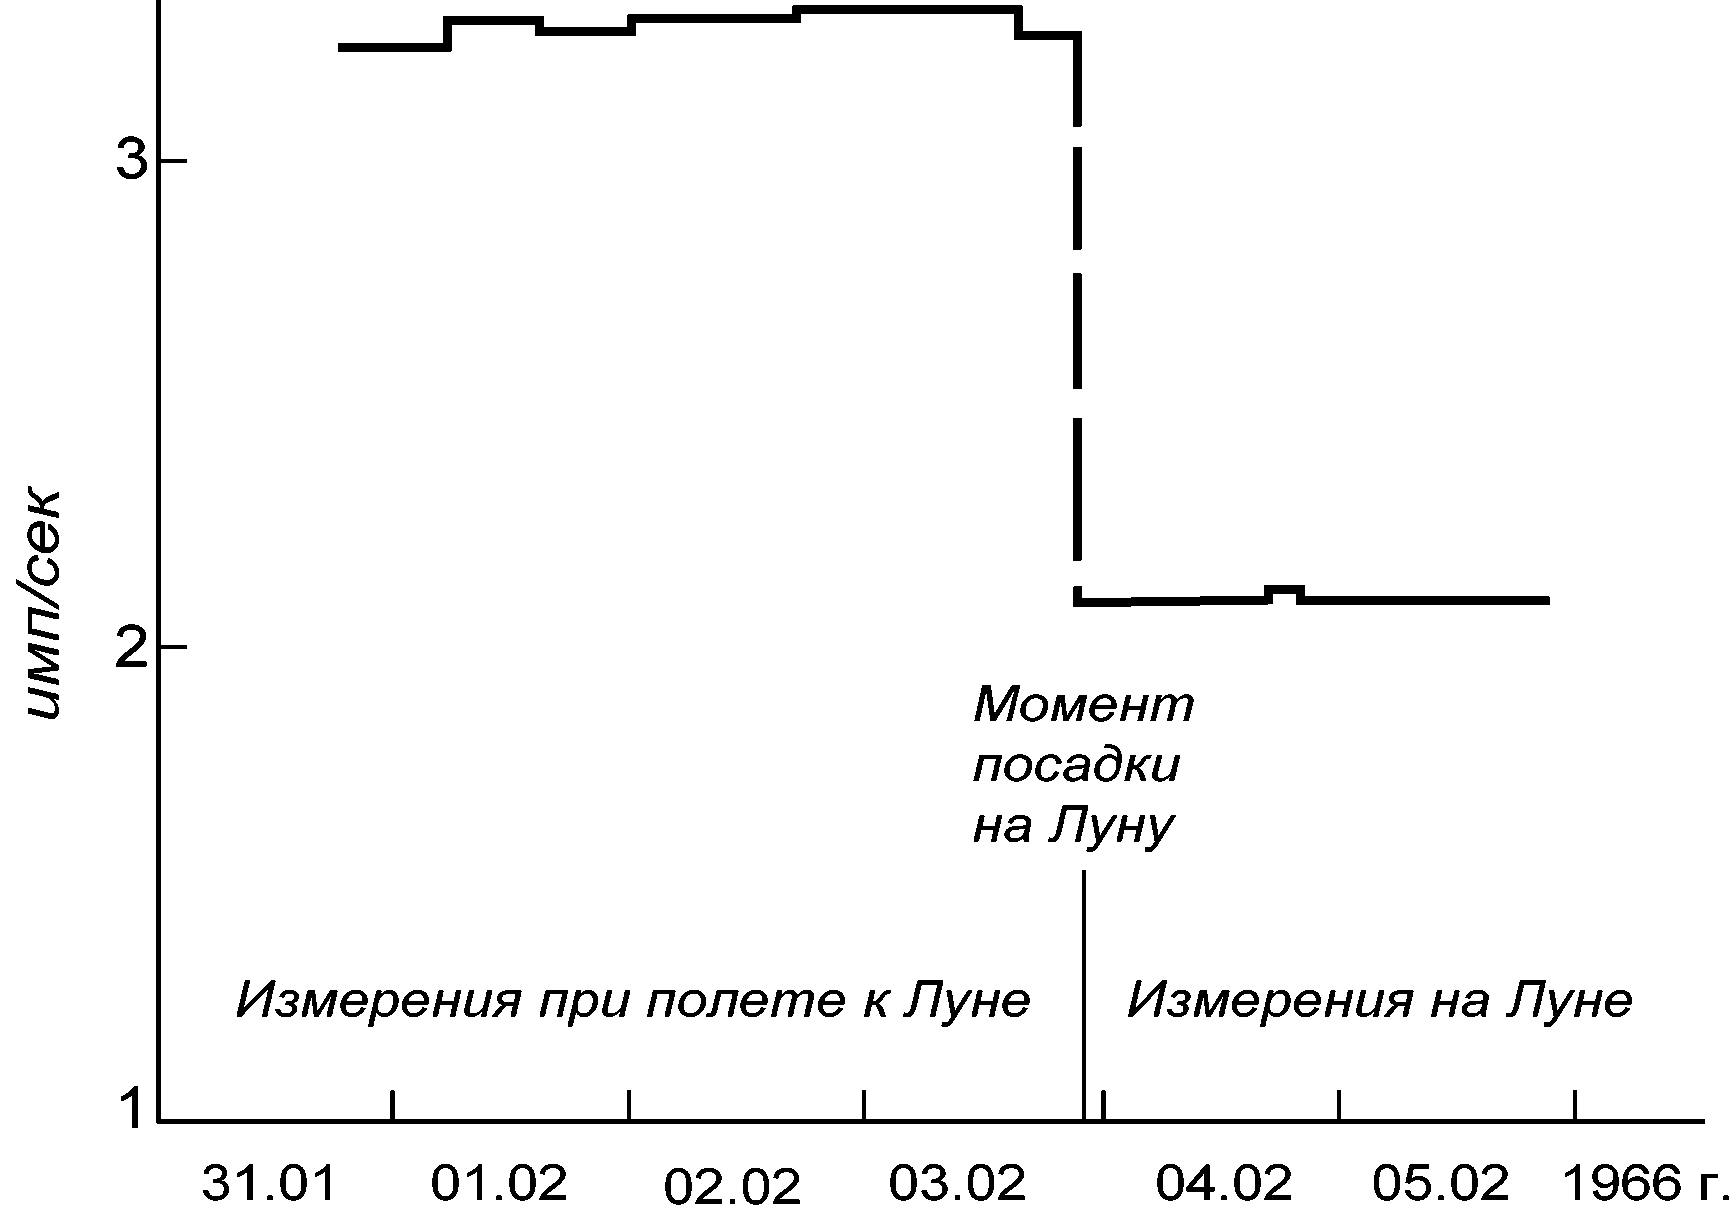 3
имп/сек
2
Момент
посадки
на Луну
Измерения при полете к Луне
Измерения на Луне
1
31.01 01.02 02.02 03.02 04.02 05.02 1966 г.